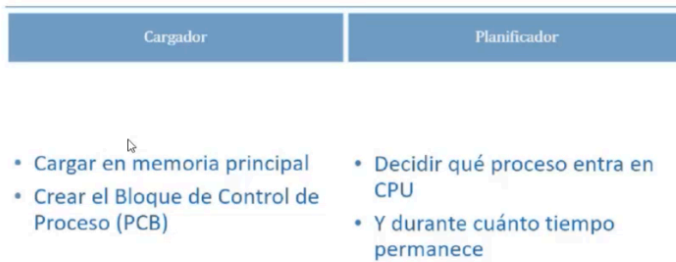 Cargador
Planificador
• Cargar en memoria principal
• Crear el Bloque de Control de
Proceso (PCB)
• Decidir qué proceso entra en
CPU
• Y durante cuánto tiempo
permanece